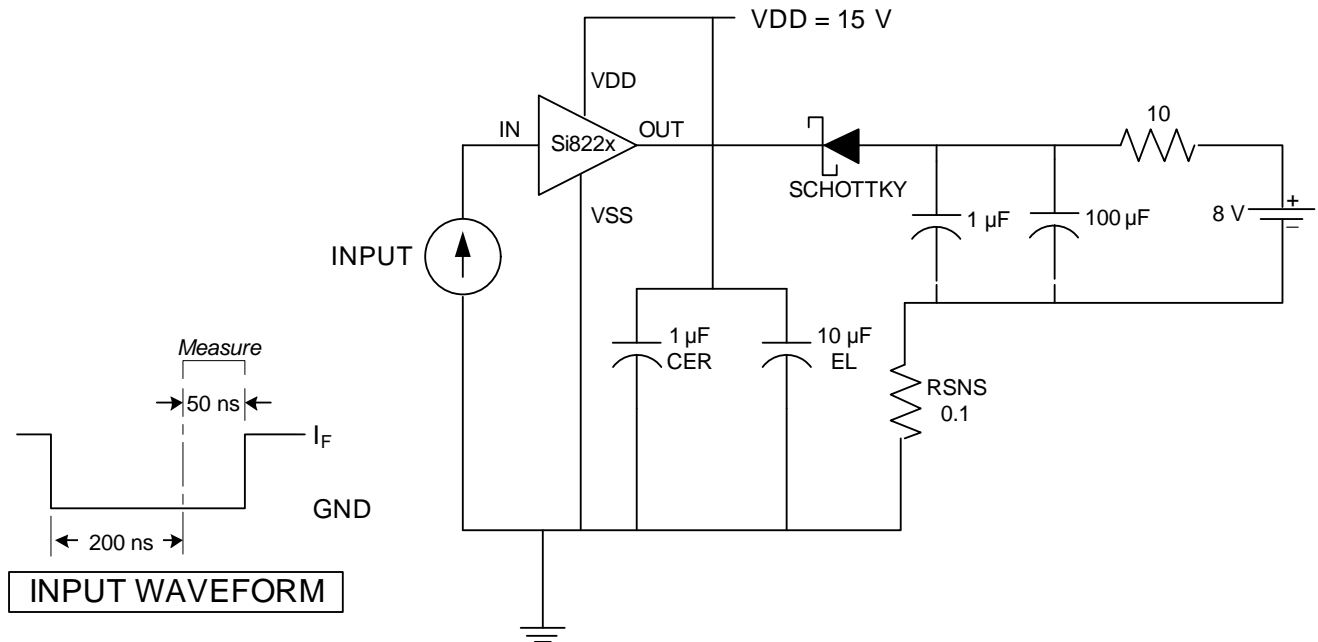 VDD = 15 V
VDD
10
IN
OUT
Si822x
SCHOTTKY
VSS
1 µF
100 µF
8 V
+
–
INPUT
1 µF
CER
10 µF
EL
Measure
RSNS
0.1
50 ns
IF
GND
200 ns
INPUT WAVEFORM